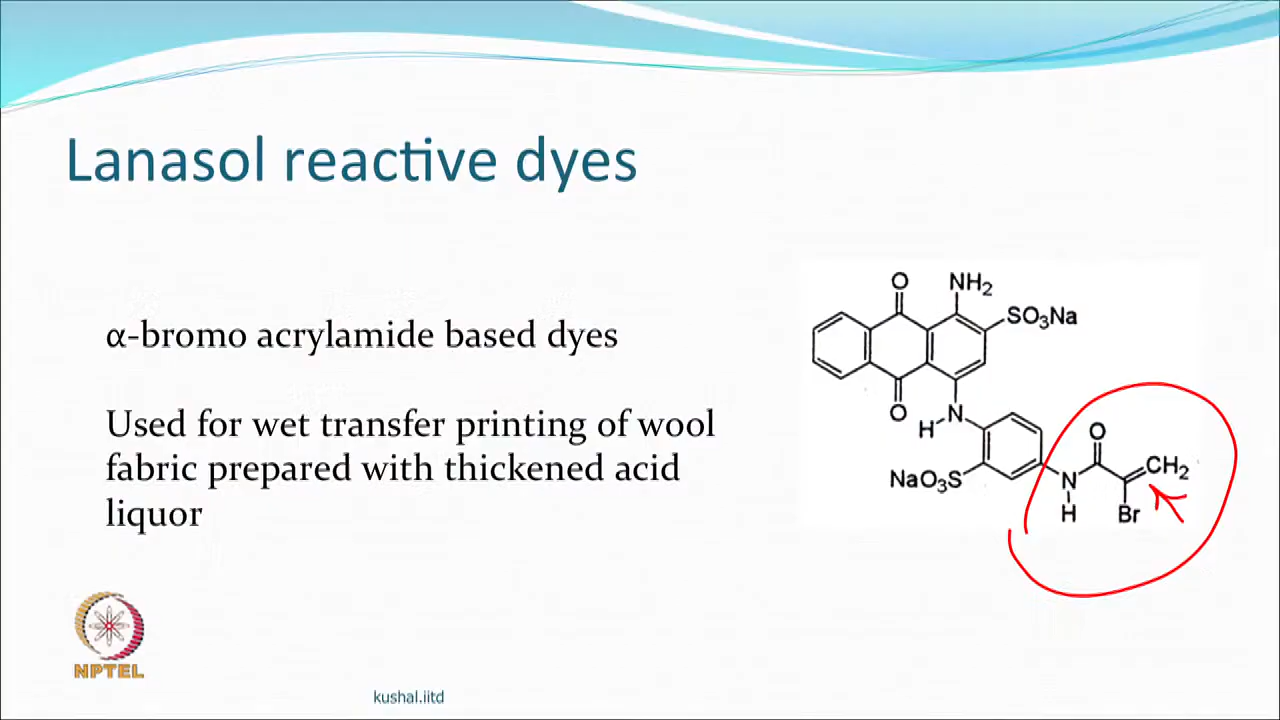 Lanasol reactive dyes
α-bromo acrylamide based dyes
Used for wet transfer printing of wool
fabric prepared with thickened acid
liquor
O
NH₂
SO₃Na
O
H
N
NaO₃S
O
N
H
CH₂
Br
NPTEL
kushal.iitd